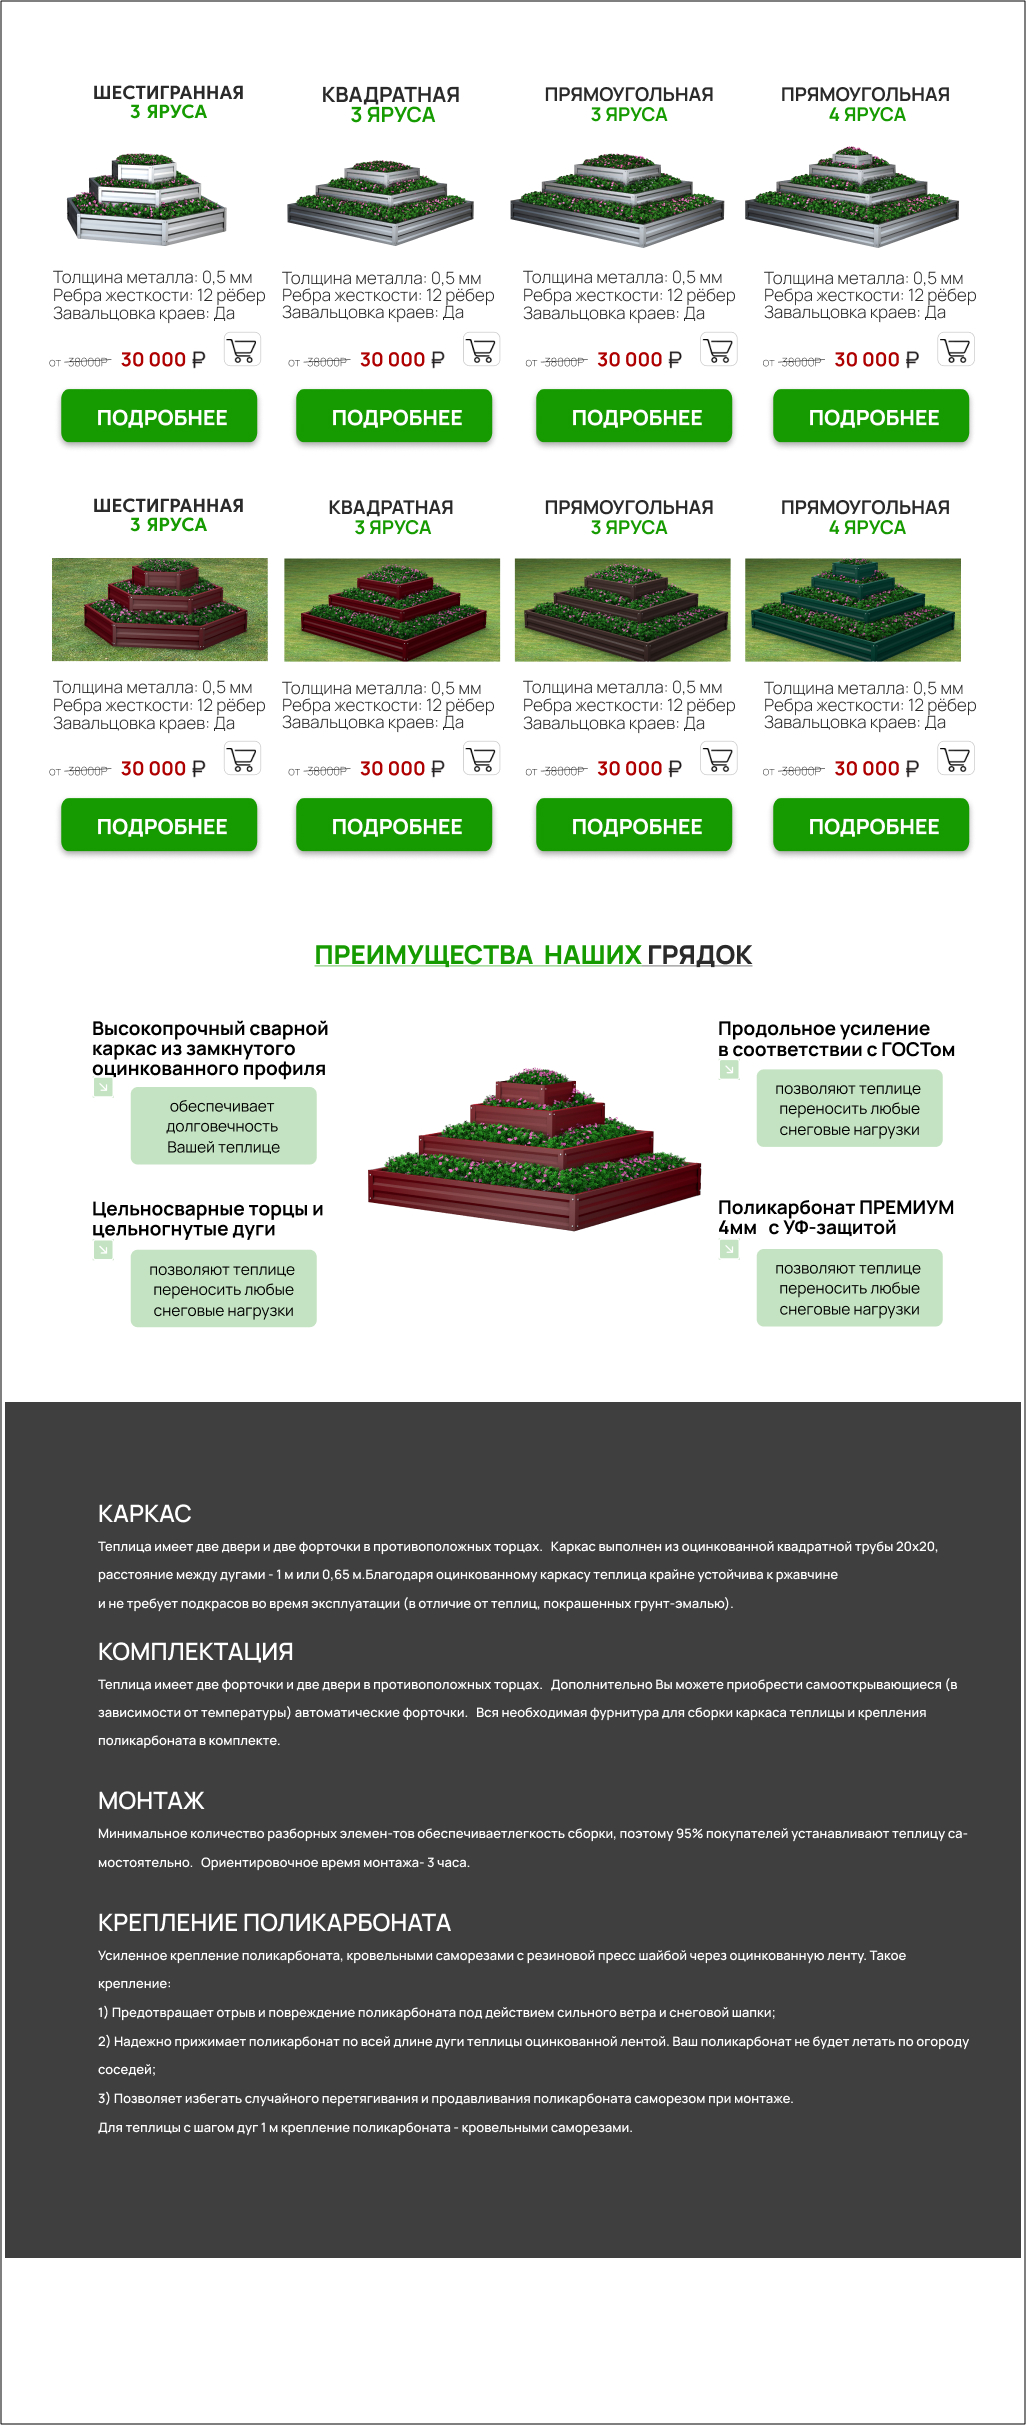 ШЕСТИГРАННАЯ
3 ЯРУСА
Толщина металла: 0,5 мм
Ребра жесткости: 12 рёбер
Завальцовка краев: Да
от 38000Р 30 000 ₽
ПОДРОБНЕЕ
КВАДРАТНАЯ
3 ЯРУСА
Толщина металла: 0,5 мм
Ребра жесткости: 12 рёбер
Завальцовка краев: Да
от 38000Р 30 000 ₽
ПОДРОБНЕЕ
ПРЯМОУГОЛЬНАЯ
3 ЯРУСА
Толщина металла: 0,5 мм
Ребра жесткости: 12 рёбер
Завальцовка краев: Да
от 38000Р 30 000 ₽
ПОДРОБНЕЕ
ПРЯМОУГОЛЬНАЯ
4 ЯРУСА
Толщина металла: 0,5 мм
Ребра жесткости: 12 рёбер
Завальцовка краев: Да
от 38000Р 30 000 ₽
ПОДРОБНЕЕ
ШЕСТИГРАННАЯ
3 ЯРУСА
Толщина металла: 0,5 мм
Ребра жесткости: 12 рёбер
Завальцовка краев: Да
от 38000Р 30 000 ₽
ПОДРОБНЕЕ
КВАДРАТНАЯ
3 ЯРУСА
Толщина металла: 0,5 мм
Ребра жесткости: 12 рёбер
Завальцовка краев: Да
от 38000Р 30 000 ₽
ПОДРОБНЕЕ
ПРЯМОУГОЛЬНАЯ
3 ЯРУСА
Толщина металла: 0,5 мм
Ребра жесткости: 12 рёбер
Завальцовка краев: Да
от 38000Р 30 000 ₽
ПОДРОБНЕЕ
ПРЯМОУГОЛЬНАЯ
4 ЯРУСА
Толщина металла: 0,5 мм
Ребра жесткости: 12 рёбер
Завальцовка краев: Да
от 38000Р 30 000 ₽
ПОДРОБНЕЕ
ПРЕИМУЩЕСТВА НАШИХ ГРЯДОК
Высокопрочный сварной
каркас из замкнутого
оцинкованного профиля
обеспечивает
долговечность
Вашей теплице
Цельносварные торцы и
цельногнутые дуги
позволяют теплице
переносить любые
снеговые нагрузки
Продольное усиление
в соответствии с ГОСТом
позволяют теплице
переносить любые
снеговые нагрузки
Поликарбонат ПРЕМИУМ
4мм с УФ-защитой
позволяют теплице
переносить любые
снеговые нагрузки
КАРКАС
Теплица имеет две двери и две форточки в противоположных торцах. Каркас выполнен из оцинкованной квадратной трубы 20х20,
расстояние между дугами - 1 м или 0,65 м.Благодаря оцинкованному каркасу теплица крайне устойчива к ржавчине
и не требует подкрасов во время эксплуатации (в отличие от теплиц, покрашенных грунт-эмалью).
КОМПЛЕКТАЦИЯ
Теплица имеет две форточки и две двери в противоположных торцах. Дополнительно Вы можете приобрести самооткрывающиеся (в
зависимости от температуры) автоматические форточки. Вся необходимая фурнитура для сборки каркаса теплицы и крепления
поликарбоната в комплекте.
МОНТАЖ
Минимальное количество разборных элемен-тов обеспечиваетлегкость сборки, поэтому 95% покупателей устанавливают теплицу са-
мостоятельно. Ориентировочное время монтажа- 3 часа.
КРЕПЛЕНИЕ ПОЛИКАРБОНАТА
Усиленное крепление поликарбоната, кровельными саморезами с резиновой пресс шайбой через оцинкованную ленту. Такое
крепление:
1) Предотвращает отрыв и повреждение поликарбоната под действием сильного ветра и снеговой шапки;
2) Надежно прижимает поликарбонат по всей длине дуги теплицы оцинкованной лентой. Ваш поликарбонат не будет летать по огороду
соседей;
3) Позволяет избегать случайного перетягивания и продавливания поликарбоната саморезом при монтаже.
Для теплицы с шагом дуг 1 м крепление поликарбоната - кровельными саморезами.